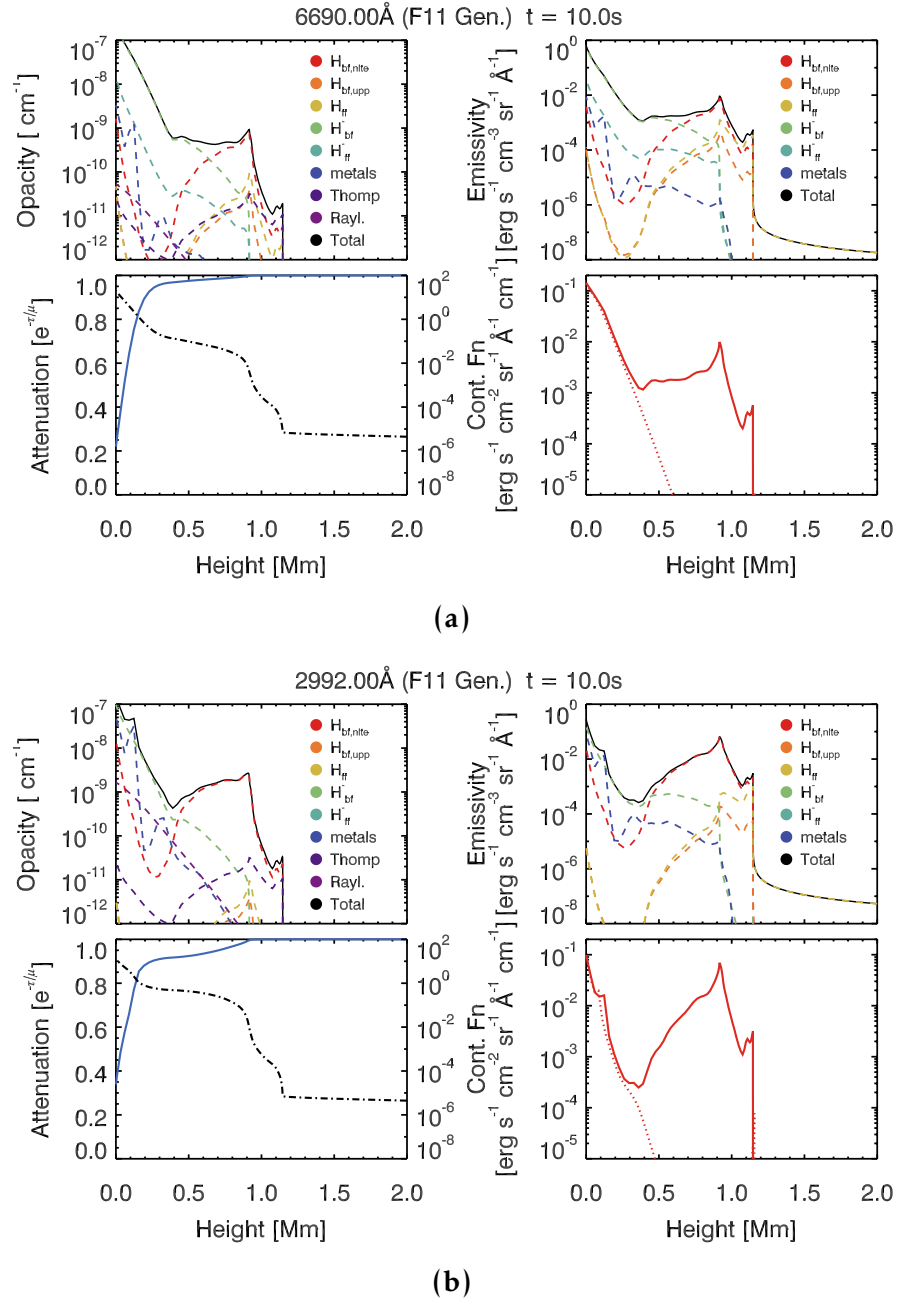 6690.00Å (F11 Gen.) t = 10.0s
Opacity [ cm⁻¹]
10⁻⁷
10⁻⁸
10⁻⁹
10⁻¹⁰
10⁻¹¹
10⁻¹²
H_bf,nlte
H_bf,upp
H_ff
H⁻_bf
H⁻_ff
metals
Thomp
Rayl.
Total
Emissivity
[erg s⁻¹ cm⁻³ sr⁻¹ Å⁻¹]
10⁰
10⁻²
10⁻⁴
10⁻⁶
10⁻⁸
H_bf,nlte
H_bf,upp
H_ff
H⁻_bf
H⁻_ff
metals
Total
Attenuation [e^-τ/μ]
1.0
0.8
0.6
0.4
0.2
0.0
10²
10⁰
10⁻²
10⁻⁴
10⁻⁶
10⁻⁸
0.0 0.5 1.0 1.5 2.0
Height [Mm]
Cont. Fn
[erg s⁻¹ cm⁻² sr⁻¹ Å⁻¹ cm⁻¹]
10⁻¹
10⁻²
10⁻³
10⁻⁴
10⁻⁵
0.0 0.5 1.0 1.5 2.0
Height [Mm]
(a)
2992.00Å (F11 Gen.) t = 10.0s
Opacity [ cm⁻¹]
10⁻⁷
10⁻⁸
10⁻⁹
10⁻¹⁰
10⁻¹¹
10⁻¹²
H_bf,nlte
H_bf,upp
H_ff
H⁻_bf
H⁻_ff
metals
Thomp
Rayl.
Total
Emissivity
[erg s⁻¹ cm⁻³ sr⁻¹ Å⁻¹]
10⁰
10⁻²
10⁻⁴
10⁻⁶
10⁻⁸
H_bf,nlte
H_bf,upp
H_ff
H⁻_bf
H⁻_ff
metals
Total
Attenuation [e^-τ/μ]
1.0
0.8
0.6
0.4
0.2
0.0
10²
10⁰
10⁻²
10⁻⁴
10⁻⁶
10⁻⁸
0.0 0.5 1.0 1.5 2.0
Height [Mm]
Cont. Fn
[erg s⁻¹ cm⁻² sr⁻¹ Å⁻¹ cm⁻¹]
10⁻¹
10⁻²
10⁻³
10⁻⁴
10⁻⁵
0.0 0.5 1.0 1.5 2.0
Height [Mm]
(b)